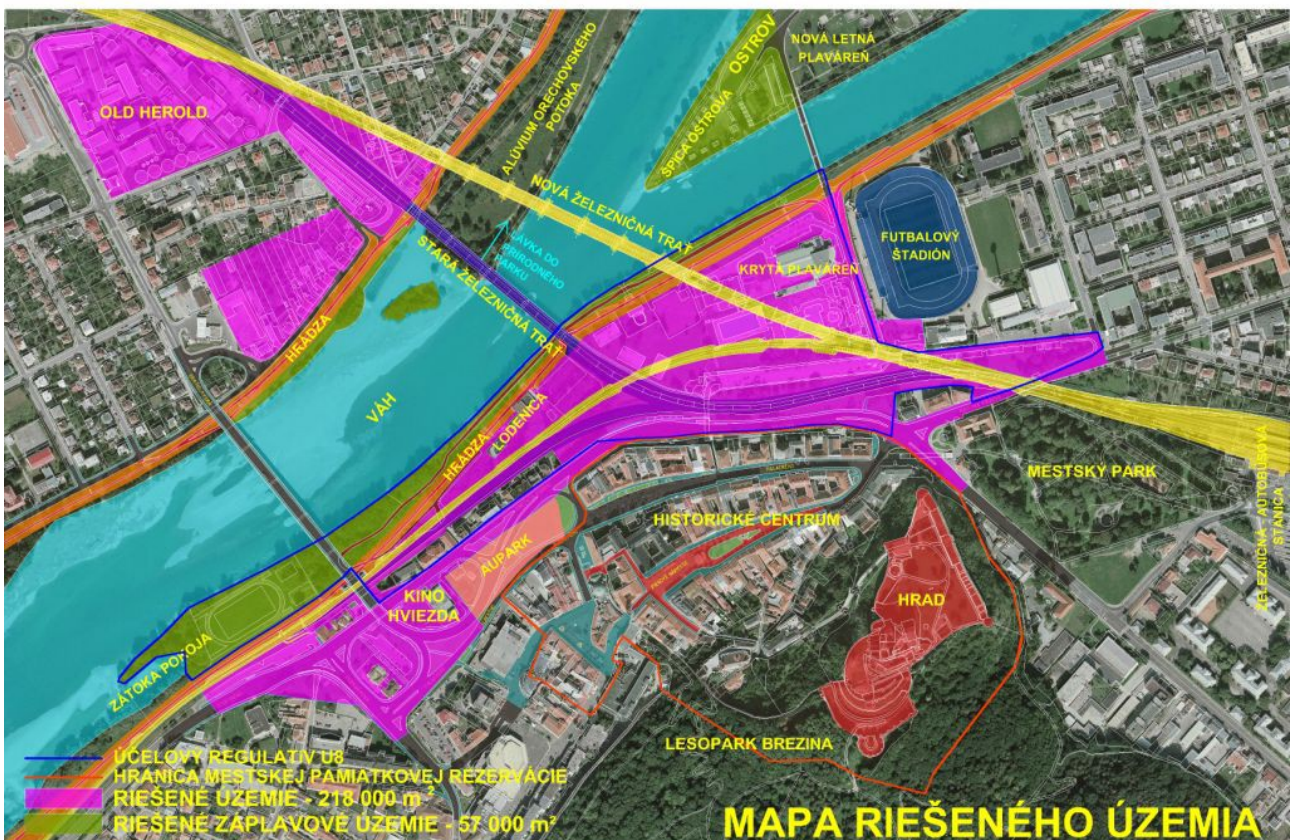 OLD HEROLD
ALÚVIUM ORECHOVSKÉHO
POTOKA
OSTROV
ŠPICA OSTROVA
NOVÁ LETNÁ
PLAVÁREŇ
NOVÁ ŽELEZNIČNÁ TRAŤ
STARÁ ŽELEZNIČNÁ TRAŤ
LÁVKA DO
PRÍRODNÉHO
PARKU
KRYTÁ PLAVÁREŇ
FUTBALOVÝ
ŠTADIÓN
HRÁDZA
VÁH
HRÁDZA
LODENICA
MESTSKÝ PARK
ŽELEZNIČNÁ - AUTOBUSOVÁ
STANICA
HISTORICKÉ CENTRUM
AUPARK
KINO
HVIEZDA
HRAD
ZÁTOKA POKOJA
LESOPARK BREZINA
ÚČELOVÝ REGULATÍV U8
HRANICA MESTSKEJ PAMIATKOVEJ REZERVÁCIE
RIEŠENÉ ÚZEMIE - 218 000 m²
RIEŠENÉ ZÁPLAVOVÉ ÚZEMIE - 57 000 m²
MAPA RIEŠENÉHO ÚZEMIA